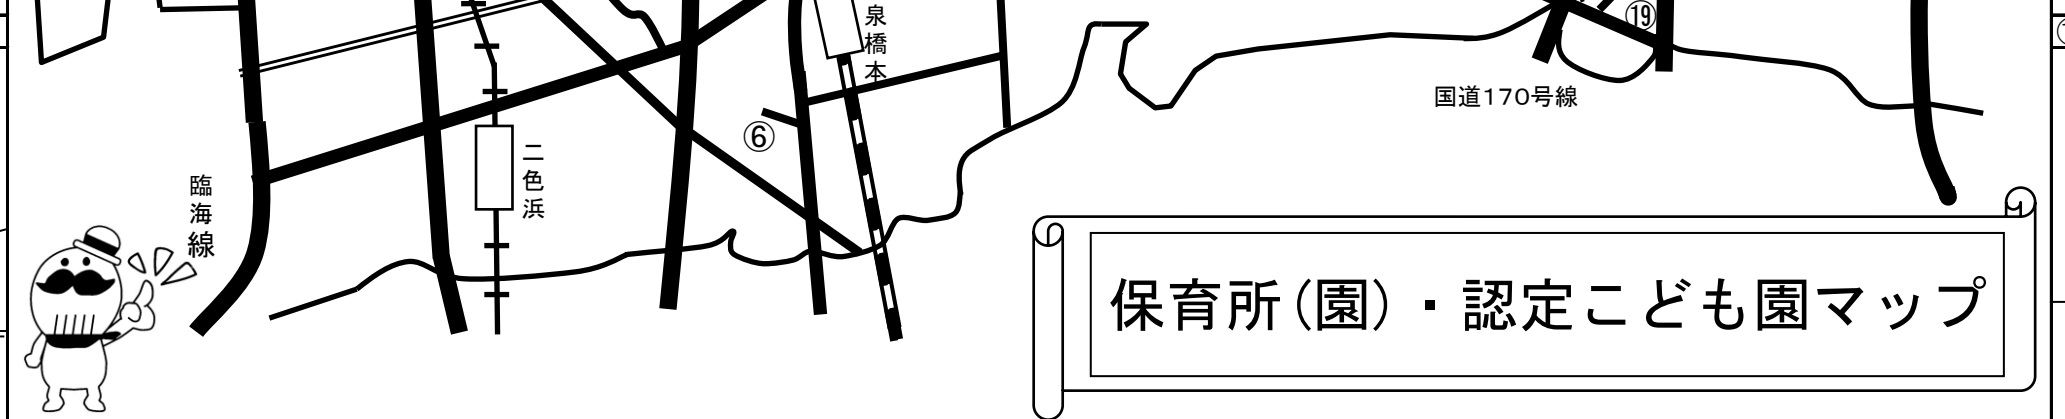 泉橋本
⑲
国道170号線
⑥
二色浜
臨海線
保育所(園)・認定こども園マップ